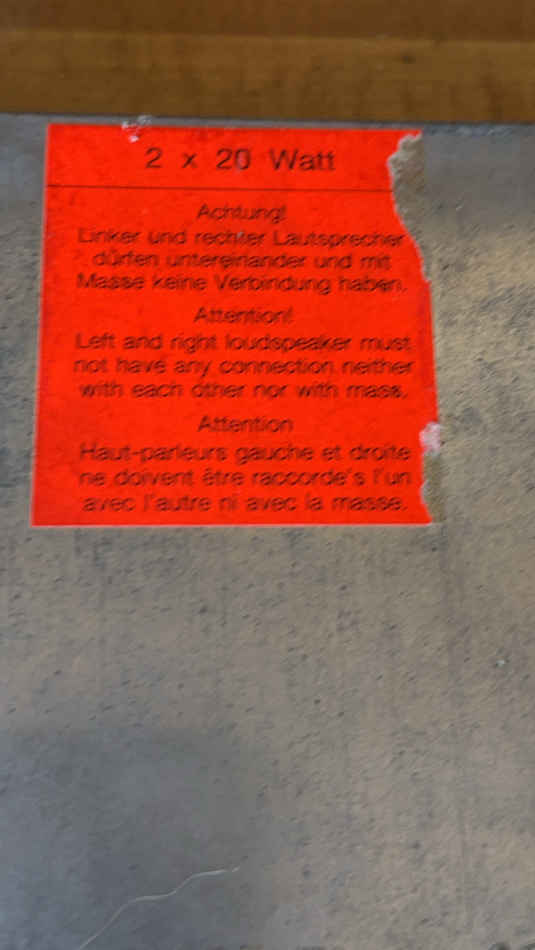 2 x 20 Watt
Achtung!
Linker und rechter Lautsprecher
dürfen untereinander und mit
Masse keine Verbindung haben.
Attention!
Left and right loudspeaker must
not have any connection neither
with each other nor with mass.
Attention
Haut-parleurs gauche et droite
ne doivent être raccorde's l'un
avec l'autre ni avec la masse.